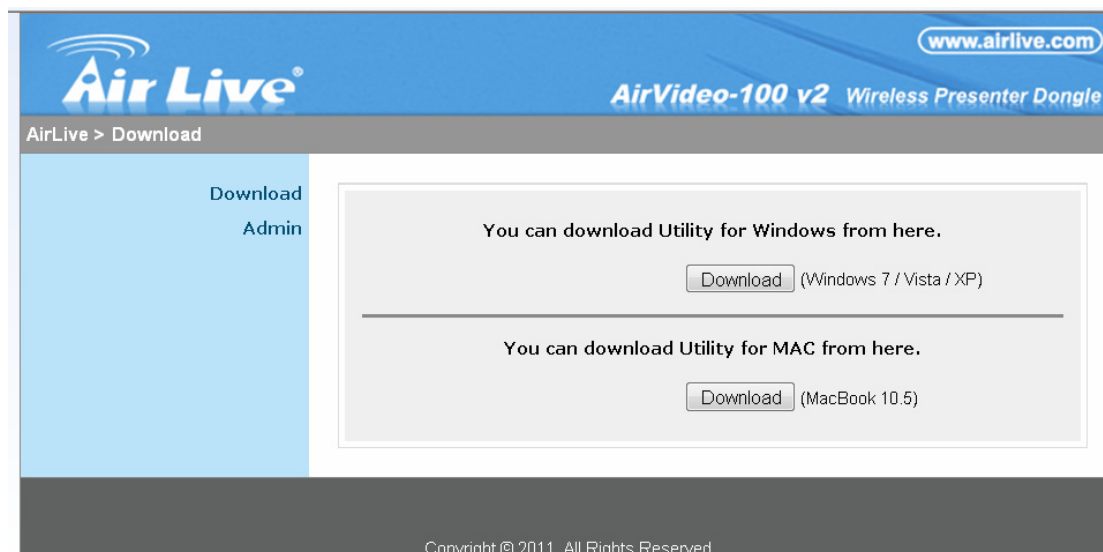 www.airlive.com
Air Live®
AirVideo-100 v2 Wireless Presenter Dongle
AirLive > Download
Download
Admin
You can download Utility for Windows from here.
Download (Windows 7 / Vista / XP)
You can download Utility for MAC from here.
Download (MacBook 10.5)
Copyright © 2011. All Rights Reserved.